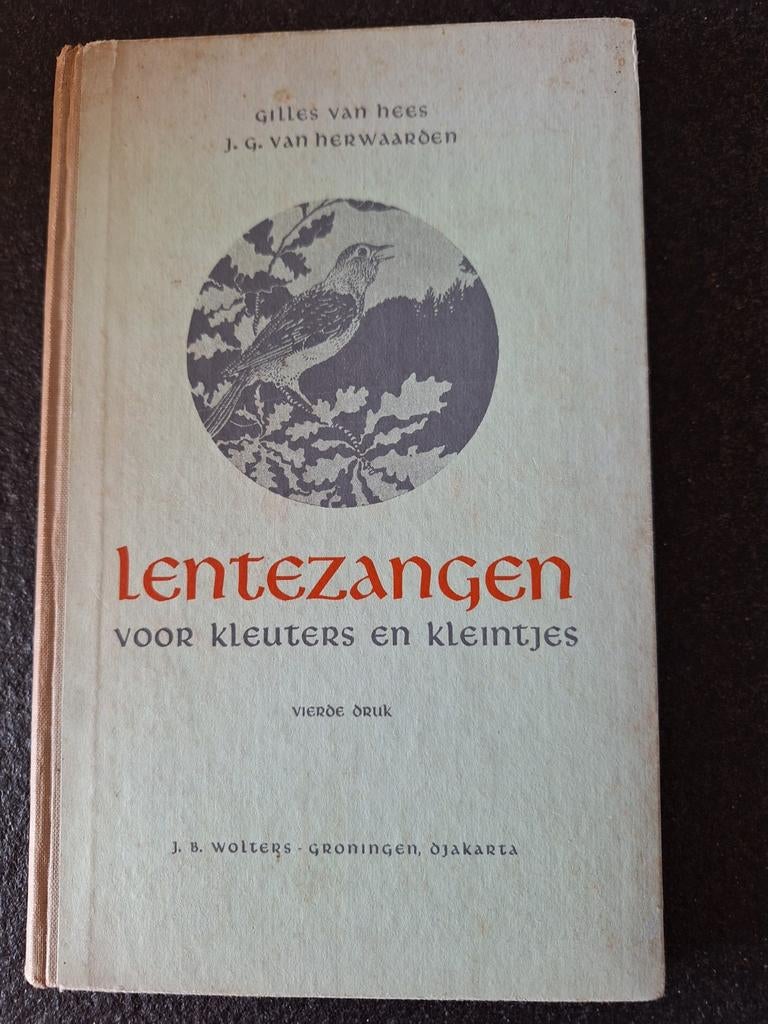 Gilles van Hees
J. G. van Herwaarden
Lentezangen
voor kleuters en kleintjes
vierde druk
J. B. Wolters - Groningen, Djakarta